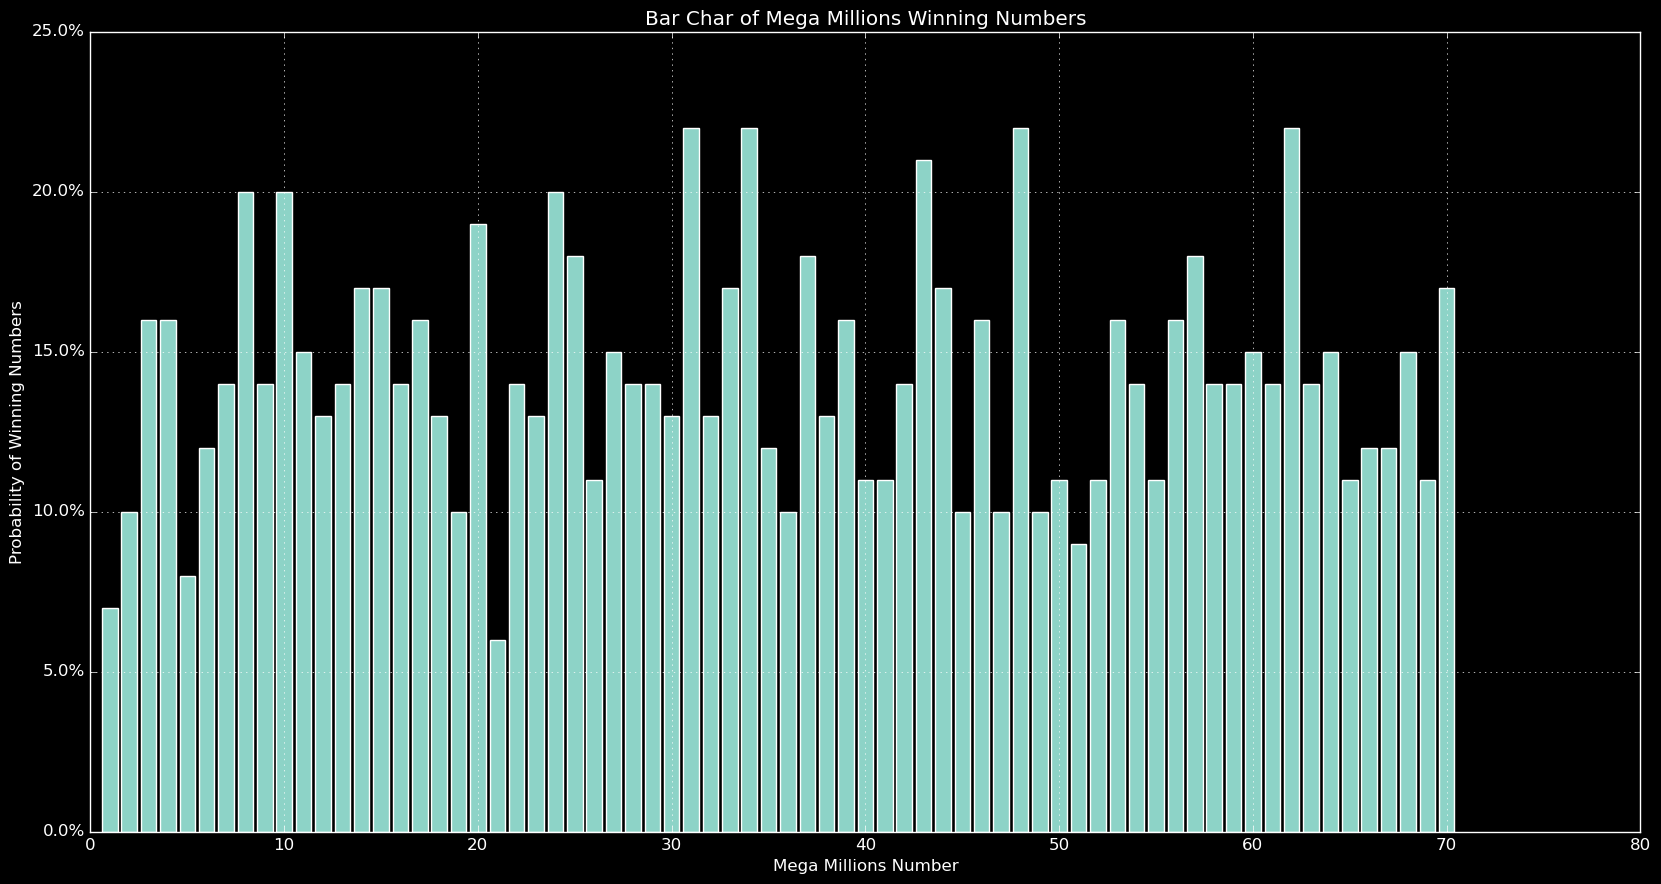 Bar Char of Mega Millions Winning Numbers
25.0%
20.0%
15.0%
10.0%
5.0%
0.0%
Probability of Winning Numbers
0 10 20 30 40 50 60 70 80
Mega Millions Number